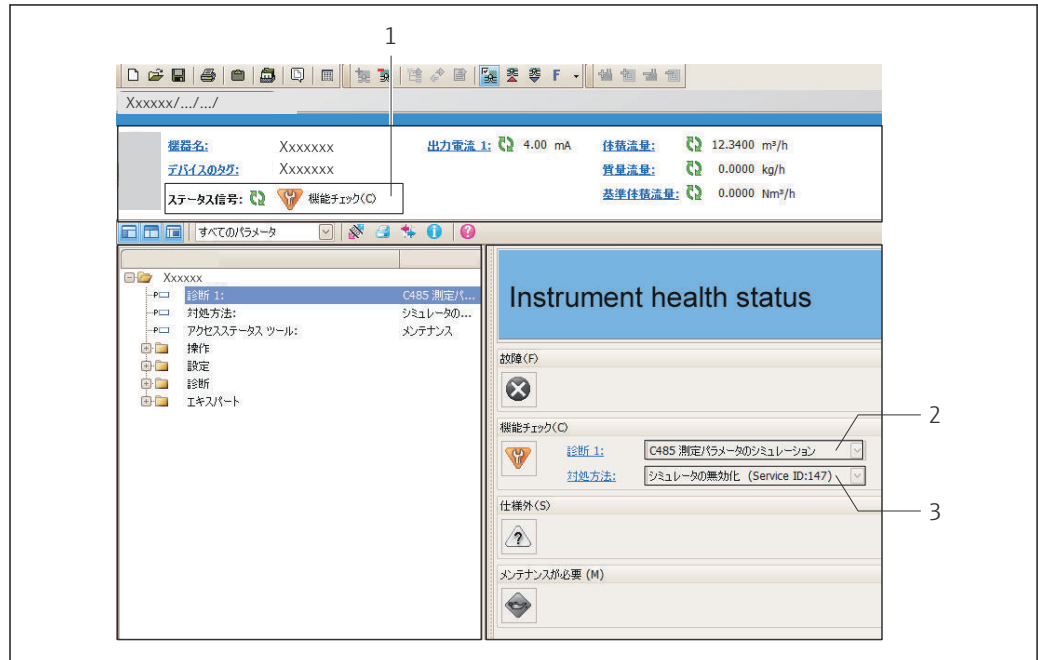 1
F
Xxxxxx/.../.../
機器名: Xxxxxxx 出力電流 1: 4.00 mA 体積流量: 12.3400 m³/h
デバイスのタグ: Xxxxxxx 質量流量: 0.0000 kg/h
ステータス信号: 機能チェック(C) 基準体積流量: 0.0000 Nm³/h
すべてのパラメータ
Xxxxxx
診断 1: C485 測定パ...
対処方法: シミュレータの...
アクセスステータス ツール: メンテナンス
操作
設定
診断
エキスパート
Instrument health status
故障(F)
機能チェック(C)
診断 1: C485 測定パラメータのシミュレーション
2
対処方法: シミュレータの無効化 (Service ID:147)
3
仕様外(S)
メンテナンスが必要 (M)